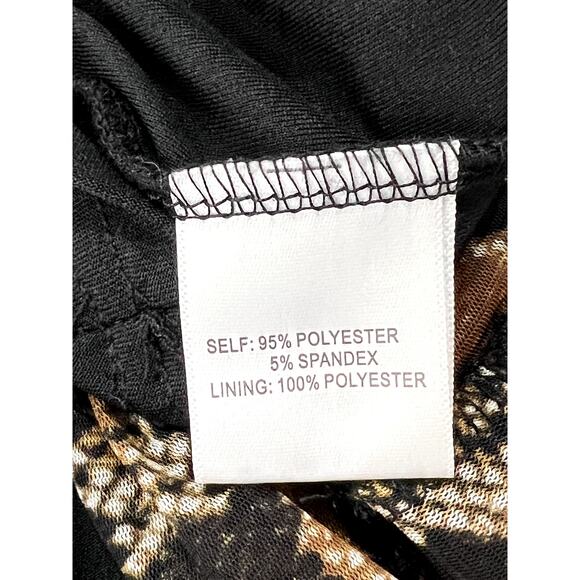 SELF: 95% POLYESTER
5% SPANDEX
LINING: 100% POLYESTER